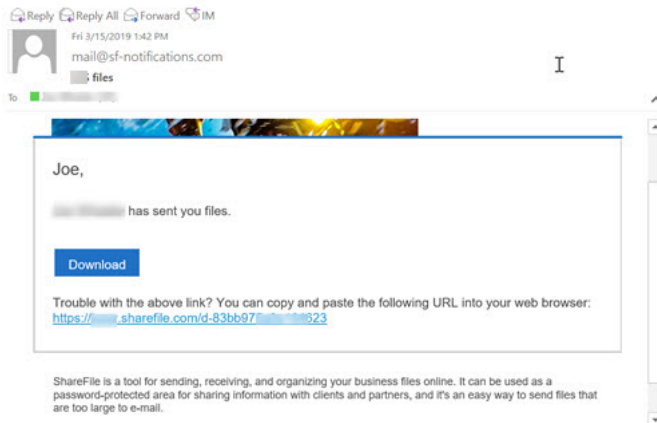 Reply Reply All Forward IM
Fri 3/15/2019 1:42 PM
mail@sf-notifications.com
files
To
Joe,
has sent you files.
Download
Trouble with the above link? You can copy and paste the following URL into your web browser:
https:// .sharefile.com/d-83bb97 623
ShareFile is a tool for sending, receiving, and organizing your business files online. It can be used as a
password-protected area for sharing information with clients and partners, and it's an easy way to send files that
are too large to e-mail.